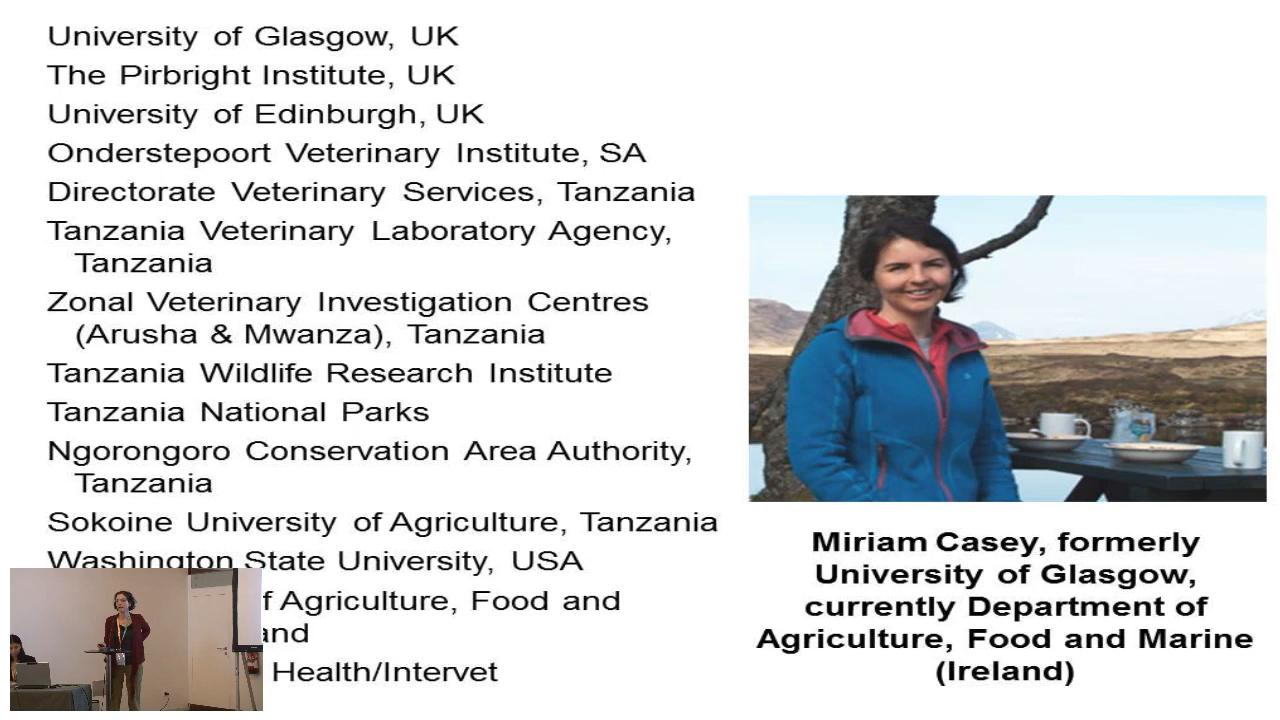 University of Glasgow, UK
The Pirbright Institute, UK
University of Edinburgh, UK
Onderstepoort Veterinary Institute, SA
Directorate Veterinary Services, Tanzania
Tanzania Veterinary Laboratory Agency,
Tanzania
Zonal Veterinary Investigation Centres
(Arusha & Mwanza), Tanzania
Tanzania Wildlife Research Institute
Tanzania National Parks
Ngorongoro Conservation Area Authority,
Tanzania
Sokoine University of Agriculture, Tanzania
Washington State University, USA
f Agriculture, Food and
and
Health/Intervet
Miriam Casey, formerly
University of Glasgow,
currently Department of
Agriculture, Food and Marine
(Ireland)